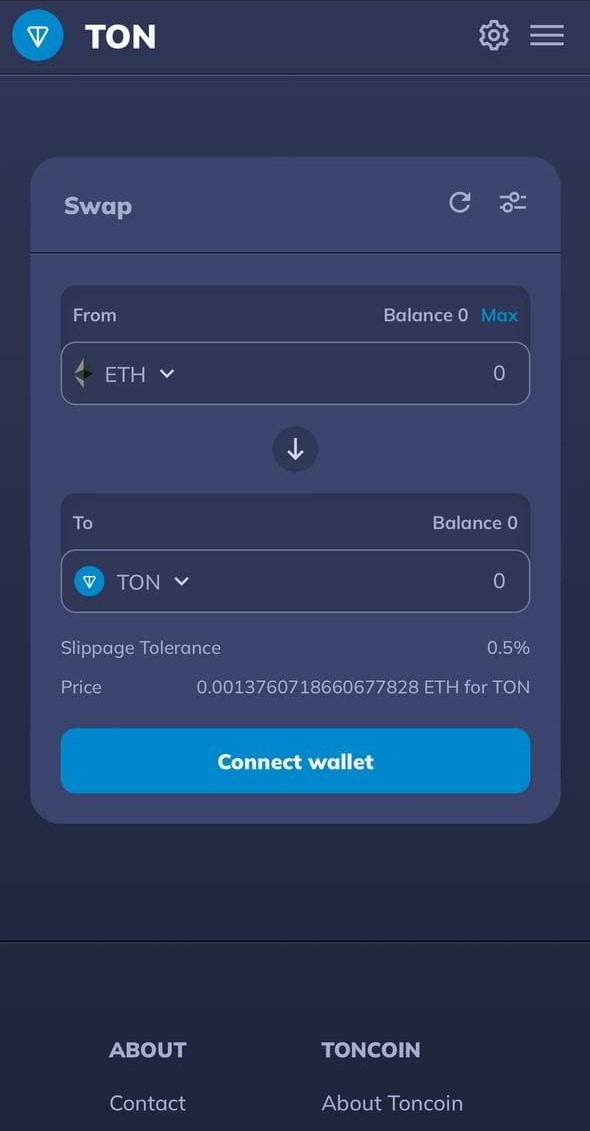 TON
Swap
From Balance 0 Max
ETH 0
To Balance 0
TON 0
Slippage Tolerance 0.5%
Price 0.0013760718660677828 ETH for TON
Connect wallet
ABOUT TONCOIN
Contact About Toncoin